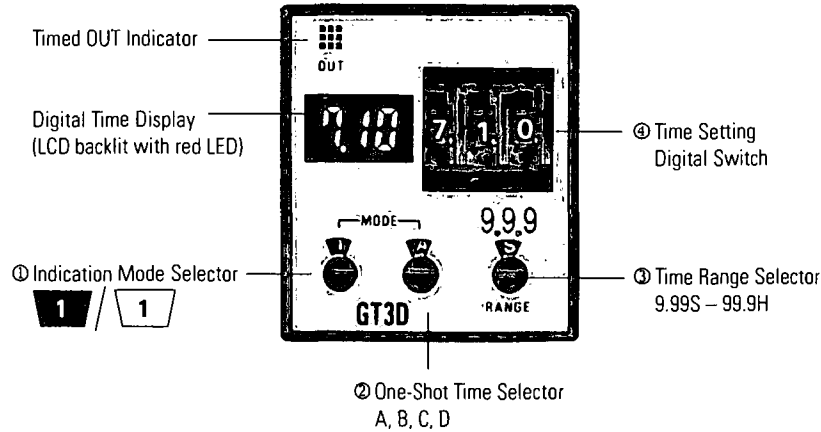 Timed OUT Indicator
OUT
Digital Time Display
(LCD backlit with red LED)
7.10
7. 1. 0.
④ Time Setting
Digital Switch
MODE
9.9.9
1 A S
① Indication Mode Selector
1 / 1
③ Time Range Selector
9.99S – 99.9H
GT3D
RANGE
② One-Shot Time Selector
A, B, C, D